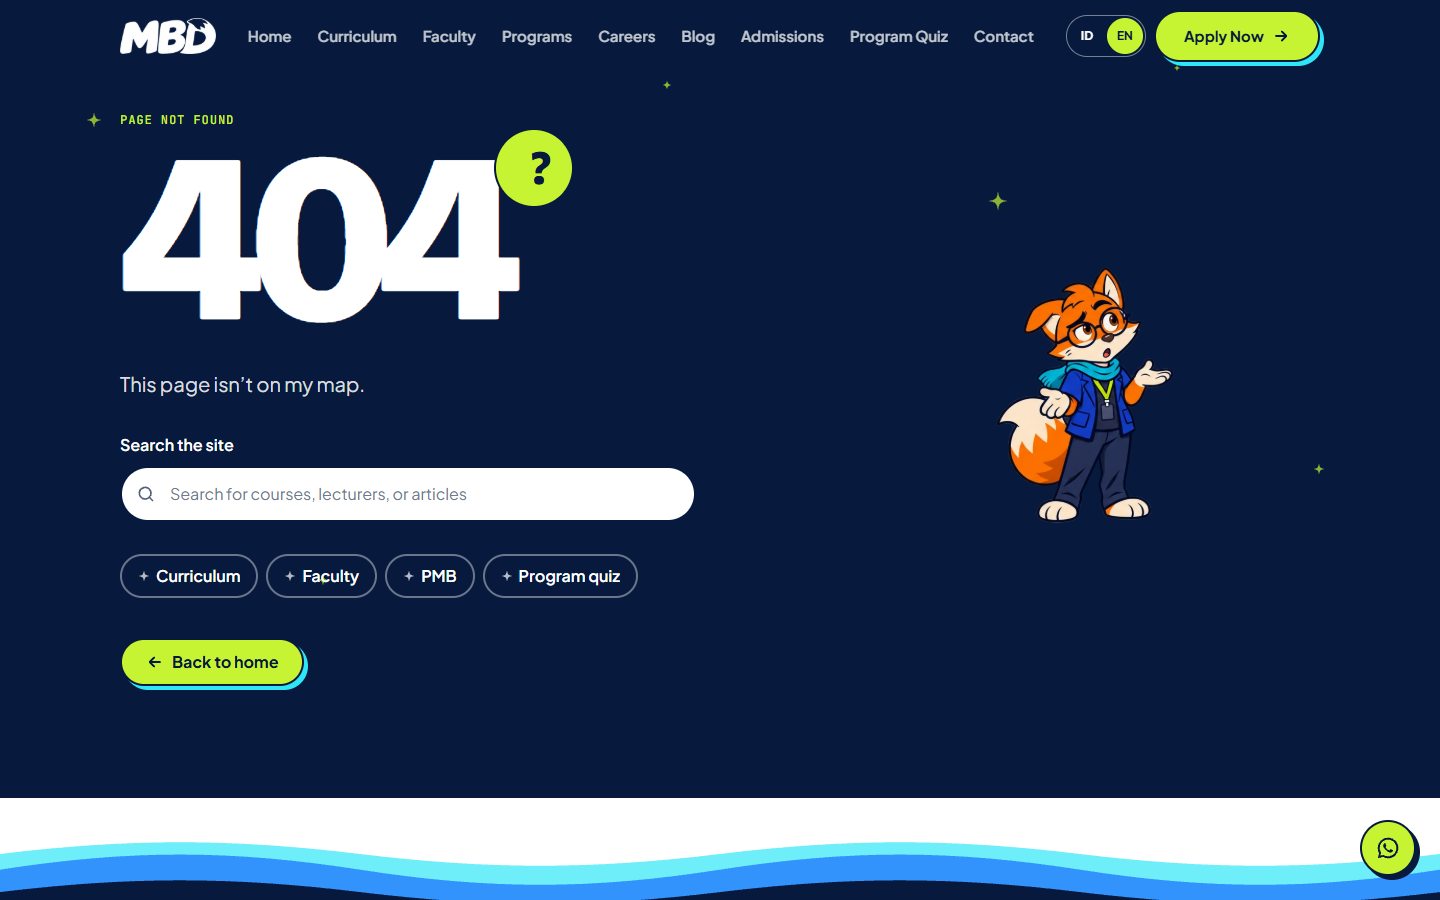 MBD
Home Curriculum Faculty Programs Careers Blog Admissions Program Quiz Contact ID EN Apply Now
PAGE NOT FOUND
404
?
This page isn’t on my map.
Search the site
Search for courses, lecturers, or articles
Curriculum Faculty PMB Program quiz
Back to home